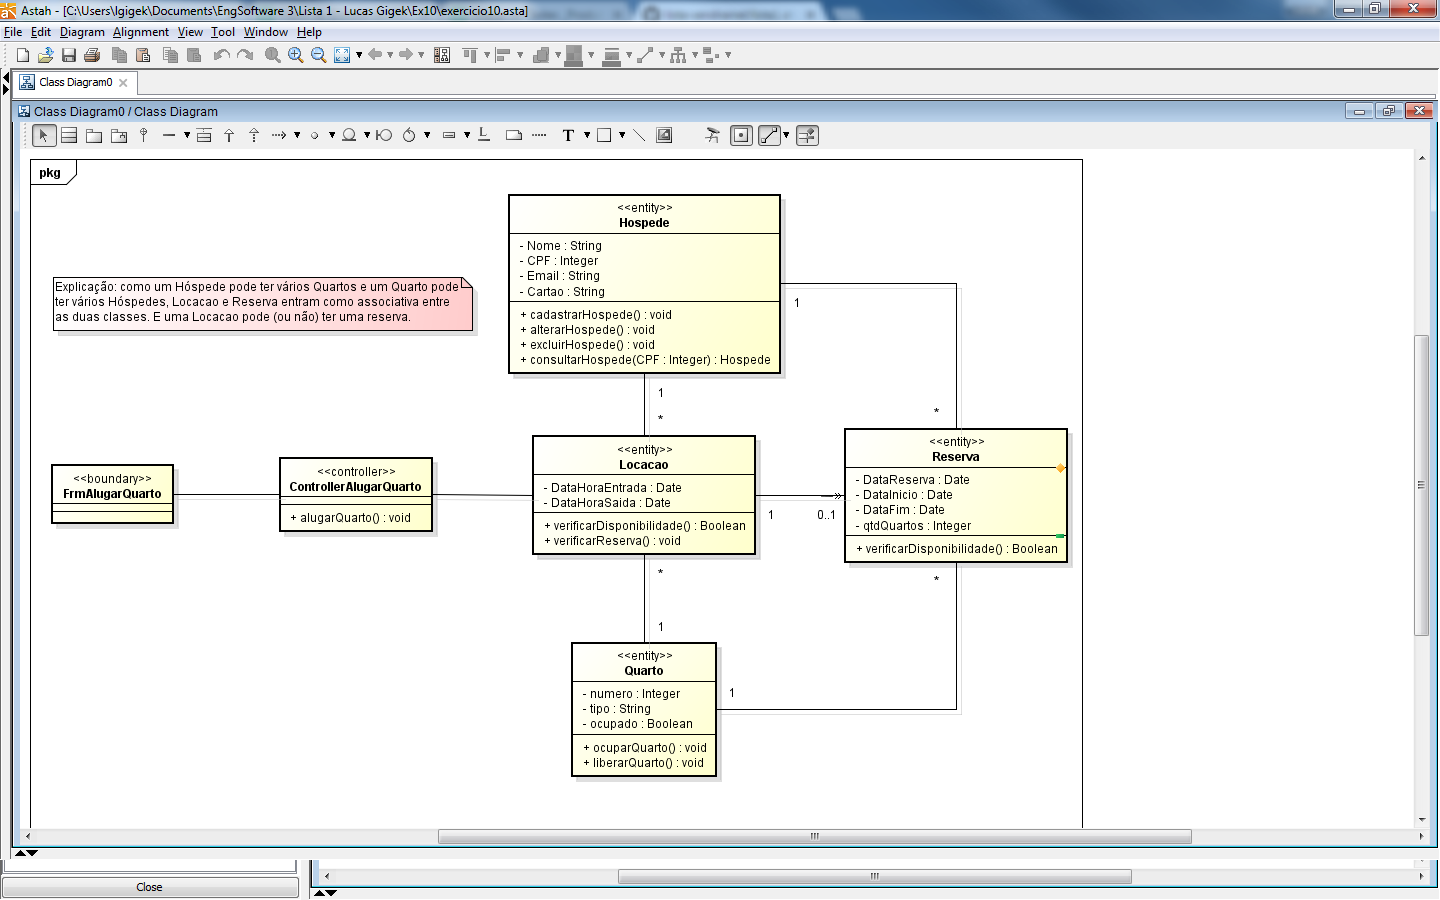 Astah - [C:\Users\lgigek\Documents\EngSoftware 3\Lista 1 - Lucas Gigek\Ex10\exercicio10.asta]
File Edit Diagram Alignment View Tool Window Help
Class Diagram0
Class Diagram0 / Class Diagram
T
pkg
<<entity>>
Hospede
- Nome : String
- CPF : Integer
- Email : String
- Cartao : String
+ cadastrarHospede() : void
+ alterarHospede() : void
+ excluirHospede() : void
+ consultarHospede(CPF : Integer) : Hospede
Explicação: como um Hóspede pode ter vários Quartos e um Quarto pode
ter vários Hóspedes, Locacao e Reserva entram como associativa entre
as duas classes. E uma Locacao pode (ou não) ter uma reserva.
1
*
1
*
<<boundary>>
FrmAlugarQuarto
<<controller>>
ControllerAlugarQuarto
+ alugarQuarto() : void
<<entity>>
Locacao
- DataHoraEntrada : Date
- DataHoraSaida : Date
+ verificarDisponibilidade() : Boolean
+ verificarReserva() : void
1
0..1
<<entity>>
Reserva
- DataReserva : Date
- DataInicio : Date
- DataFim : Date
- qtdQuartos : Integer
+ verificarDisponibilidade() : Boolean
*
1
*
1
<<entity>>
Quarto
- numero : Integer
- tipo : String
- ocupado : Boolean
+ ocuparQuarto() : void
+ liberarQuarto() : void
Close